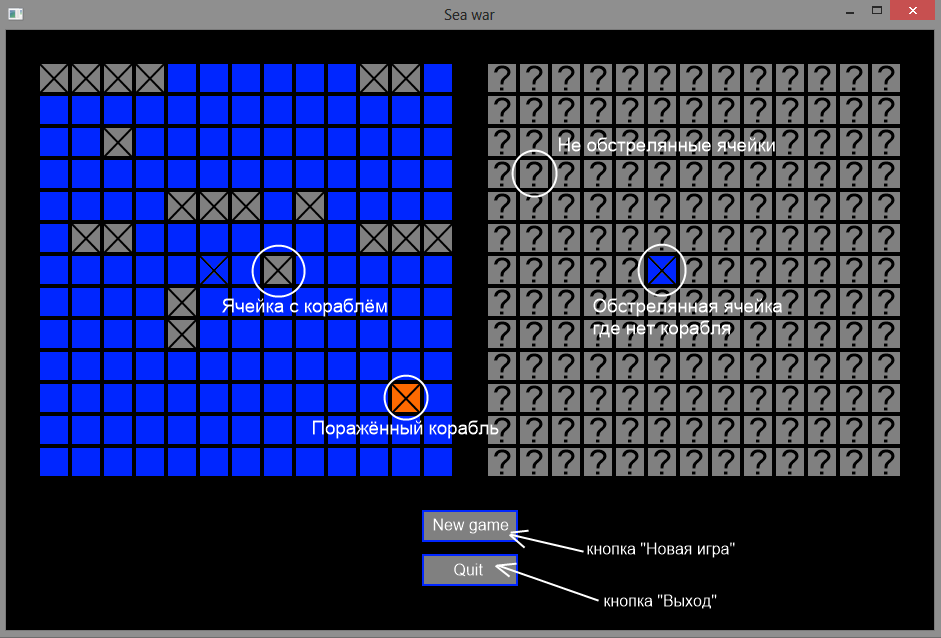 Sea war
Не обстрелянные ячейки
Ячейка с кораблём
Обстрелянная ячейка
где нет корабля
Поражённый корабль
New game
кнопка "Новая игра"
Quit
кнопка "Выход"